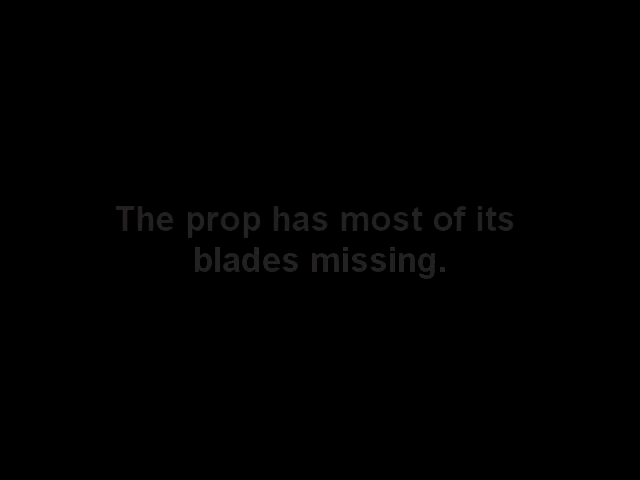 The prop has most of its
blades missing.